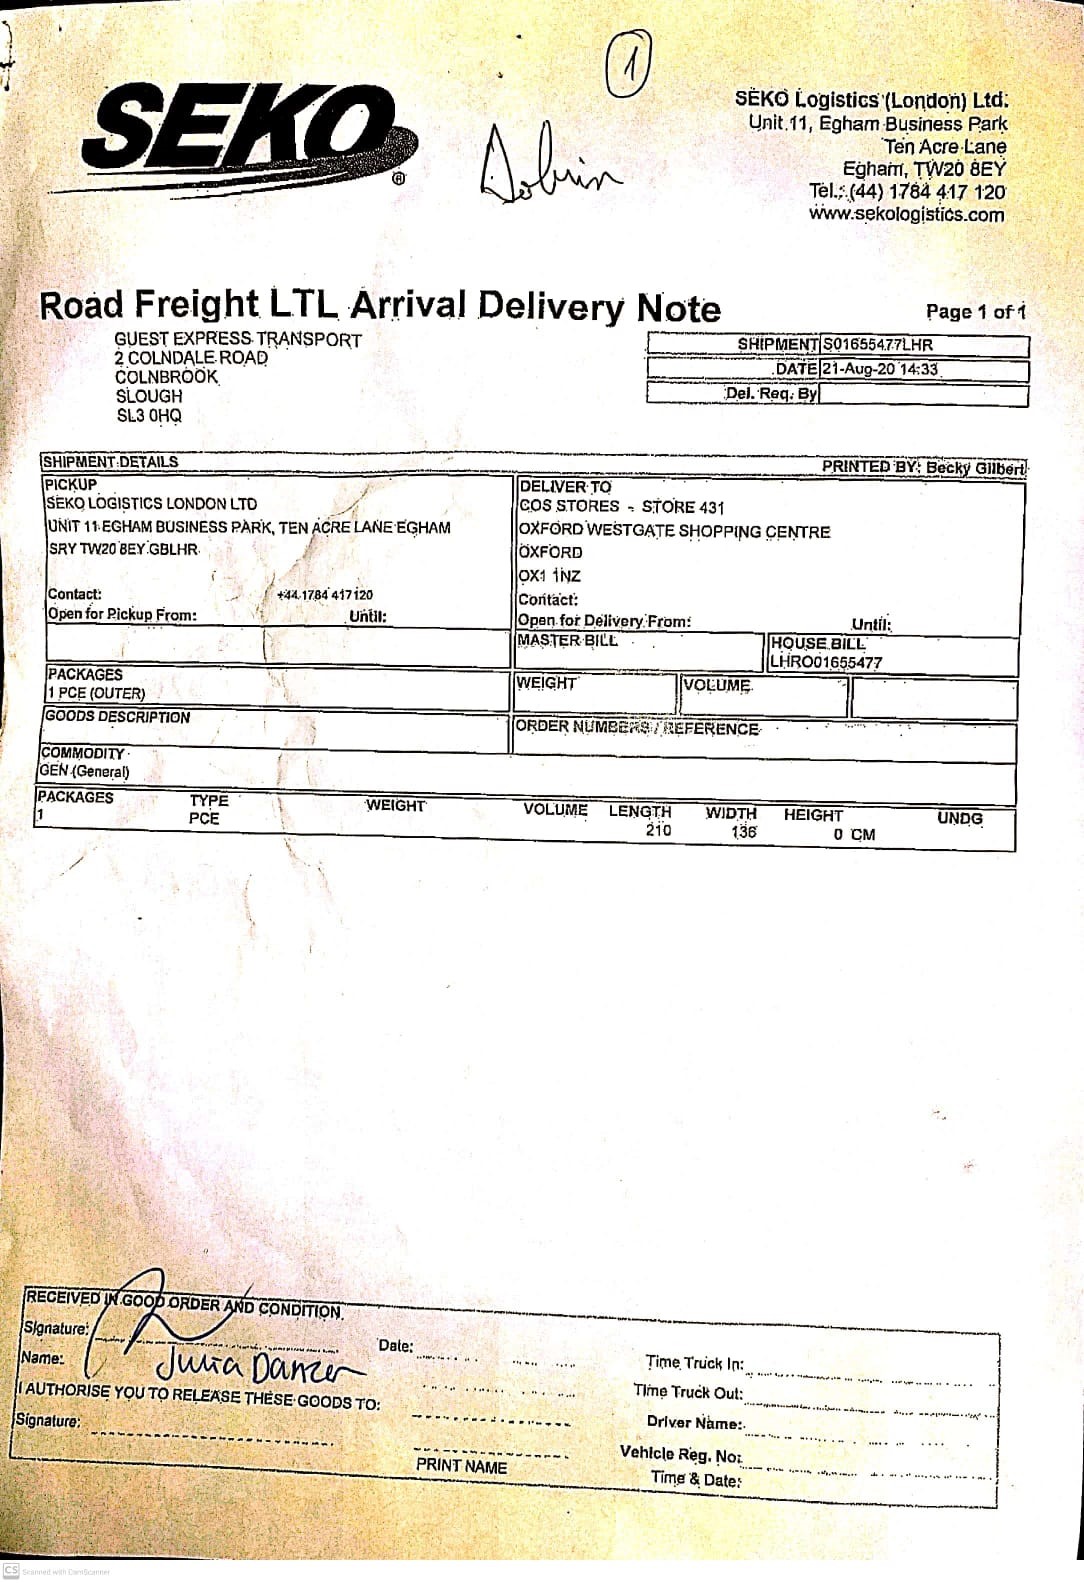 1
SEKO
®
SEKO Logistics (London) Ltd.
Unit 11, Egham Business Park
Ten Acre Lane
Egham, TW20 8EY
Tel.: (44) 1784 417 120
www.sekologistics.com
Road Freight LTL Arrival Delivery Note
Page 1 of 1
GUEST EXPRESS TRANSPORT
2 COLNDALE ROAD
COLNBROOK
SLOUGH
SL3 0HQ
SHIPMENT S01655477LHR
DATE 21-Aug-20 14:33
Del. Req. By
SHIPMENT DETAILS
PRINTED BY: Becky Gilbert
PICKUP
SEKO LOGISTICS LONDON LTD
UNIT 11 EGHAM BUSINESS PARK, TEN ACRE LANE EGHAM
SRY TW20 8EY GBLHR
Contact: +44 1784 417120
Open for Pickup From: Until:
DELIVER TO
COS STORES - STORE 431
OXFORD WESTGATE SHOPPING CENTRE
OXFORD
OX1 1NZ
Contact:
Open for Delivery From: Until:
MASTER BILL
HOUSE BILL
LHRO01655477
PACKAGES
1 PCE (OUTER)
WEIGHT
VOLUME
GOODS DESCRIPTION
ORDER NUMBERS / REFERENCE
COMMODITY
GEN (General)
PACKAGES TYPE WEIGHT VOLUME LENGTH WIDTH HEIGHT UNDG
1 PCE 210 136 0 CM
RECEIVED IN GOOD ORDER AND CONDITION
Signature:
Date:
Time Truck In:
Name: Julia Danzer
Time Truck Out:
I AUTHORISE YOU TO RELEASE THESE GOODS TO:
Driver Name:
Signature:
Vehicle Reg. No:
PRINT NAME
Time & Date:
CS Scanned with CamScanner